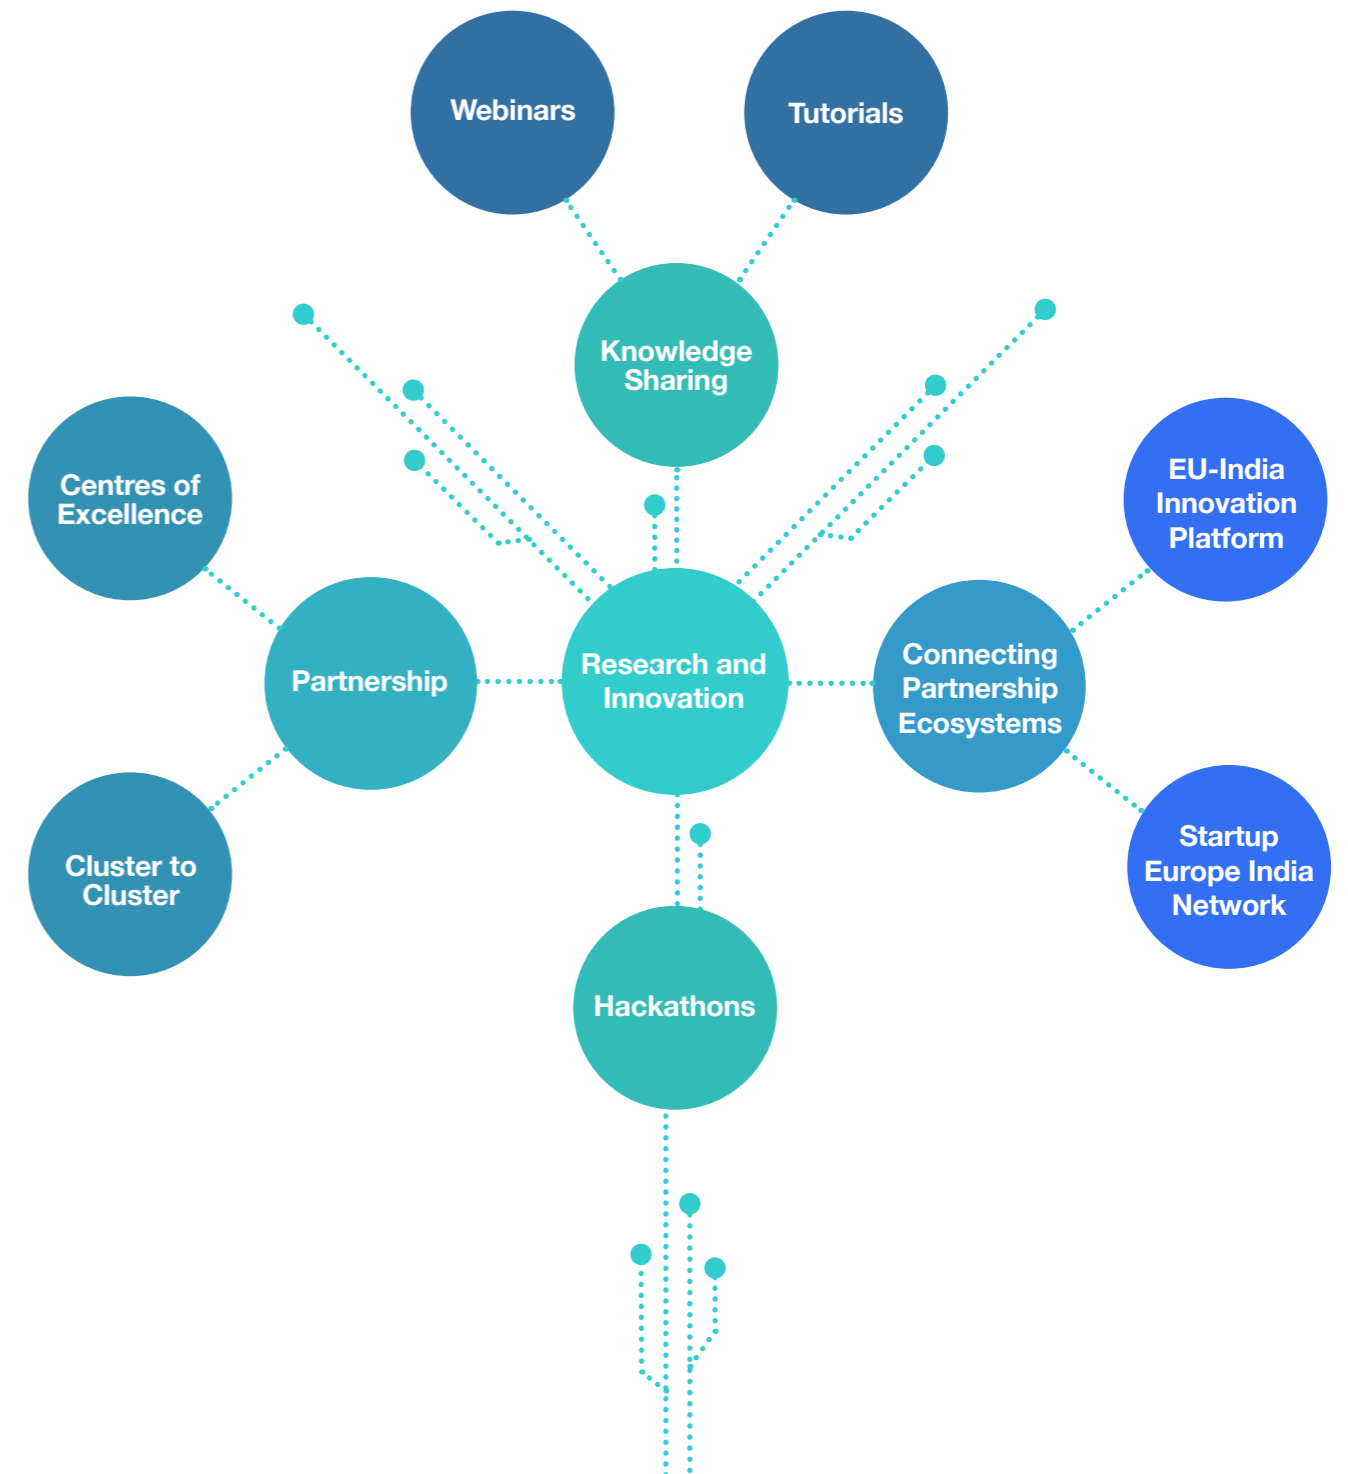 Webinars
Tutorials
Knowledge
Sharing
Centres of
Excellence
EU-India
Innovation
Platform
Partnership
Research and
Innovation
Connecting
Partnership
Ecosystems
Cluster to
Cluster
Startup
Europe India
Network
Hackathons